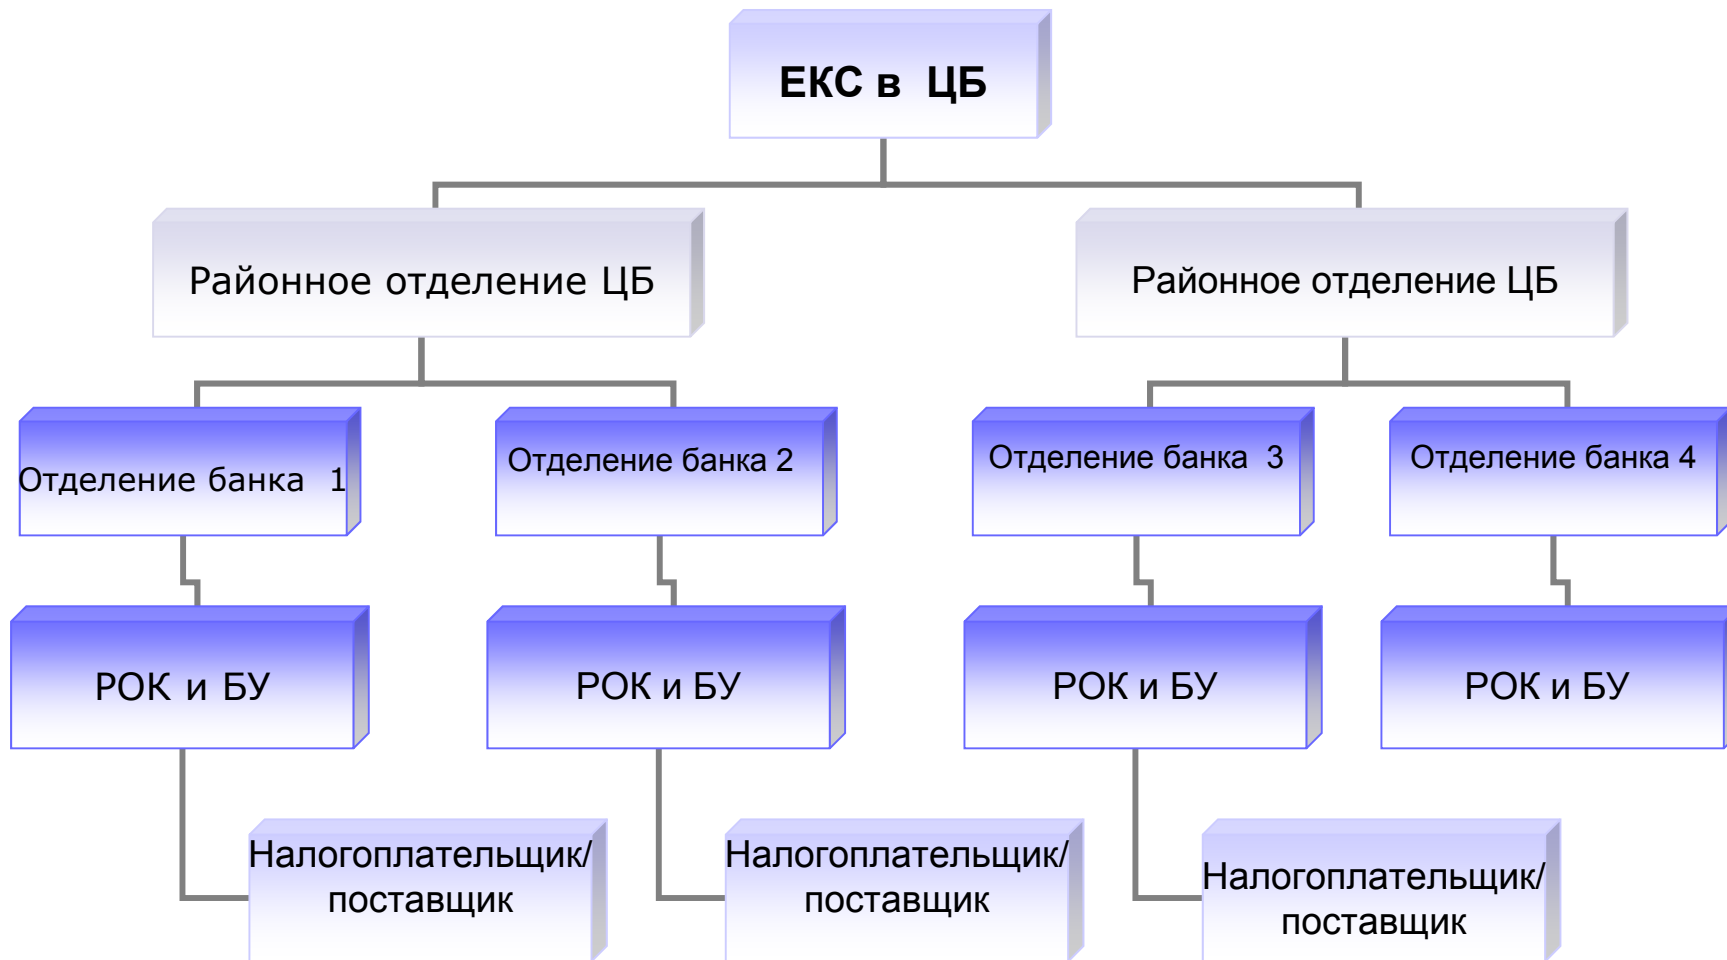 ЕКС в  ЦБ
Районное отделение ЦБ
Районное отделение ЦБ
Отделение банка  1
Отделение банка 2
Отделение банка  3
Отделение банка 4
РОК и БУ
РОК и БУ
РОК и БУ
РОК и БУ
Налогоплательщик/
поставщик
Налогоплательщик/
поставщик
Налогоплательщик/
поставщик